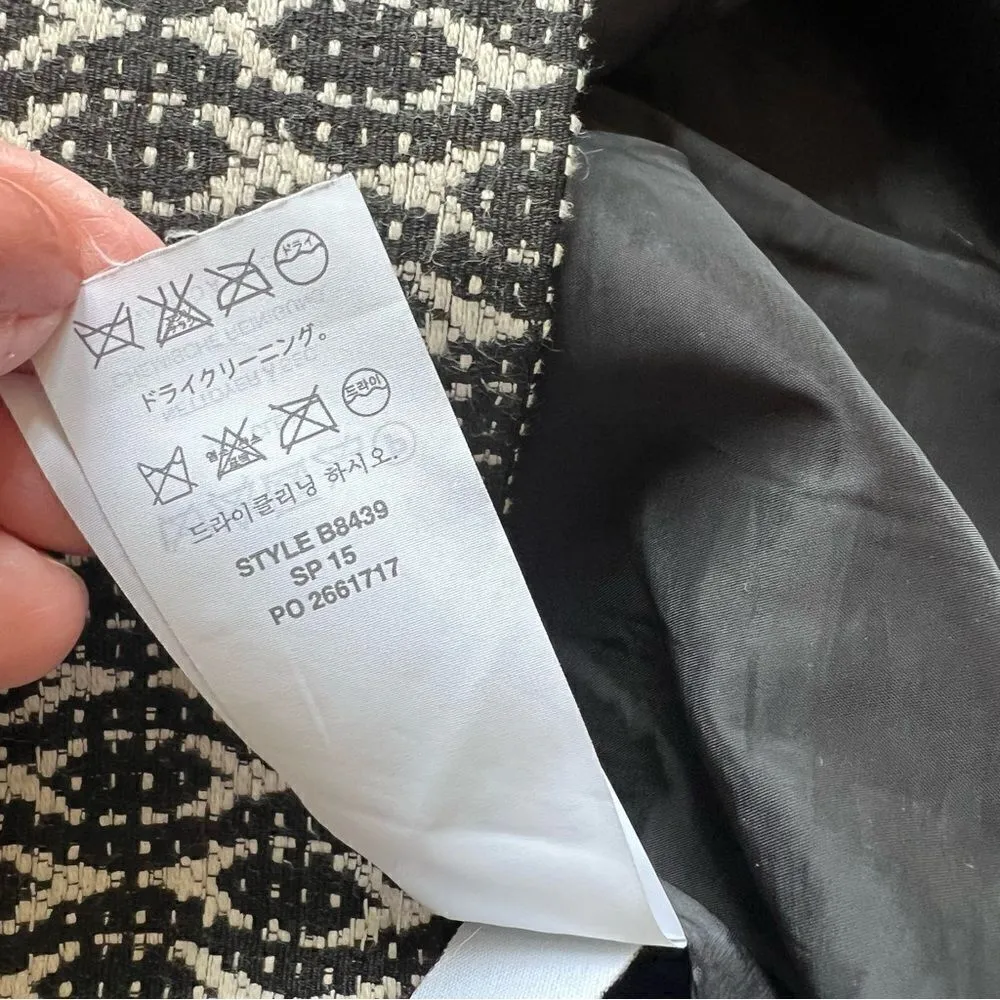 ドライ
ドライクリーニング。
드라이
드라이클리닝 하시오.
STYLE B8439
SP 15
PO 2661717